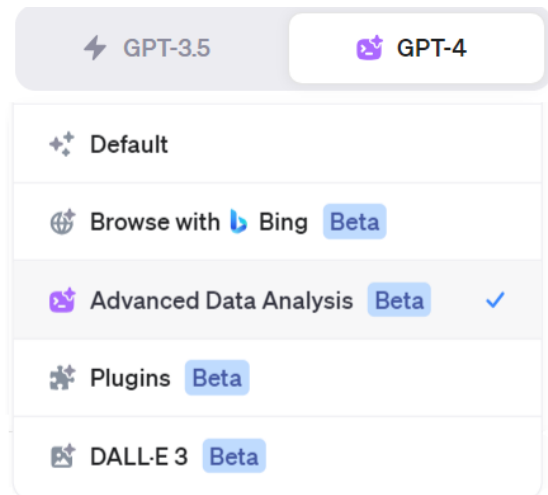 GPT-3.5 GPT-4
Default
Browse with Bing Beta
Advanced Data Analysis Beta
Plugins Beta
DALL·E 3 Beta